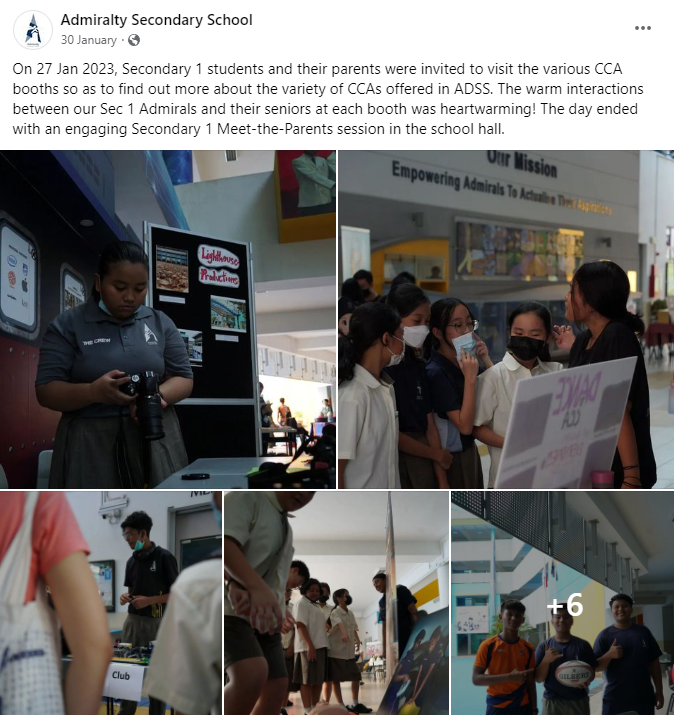 Admiralty Secondary School
30 January ·
On 27 Jan 2023, Secondary 1 students and their parents were invited to visit the various CCA
booths so as to find out more about the variety of CCAs offered in ADSS. The warm interactions
between our Sec 1 Admirals and their seniors at each booth was heartwarming! The day ended
with an engaging Secondary 1 Meet-the-Parents session in the school hall.
Lighthouse
Productions
intel
THE CREW
Our Mission
Empowering Admirals To Actualise Their Aspirations
DANCE
CCA
Club
+6
GILBERT